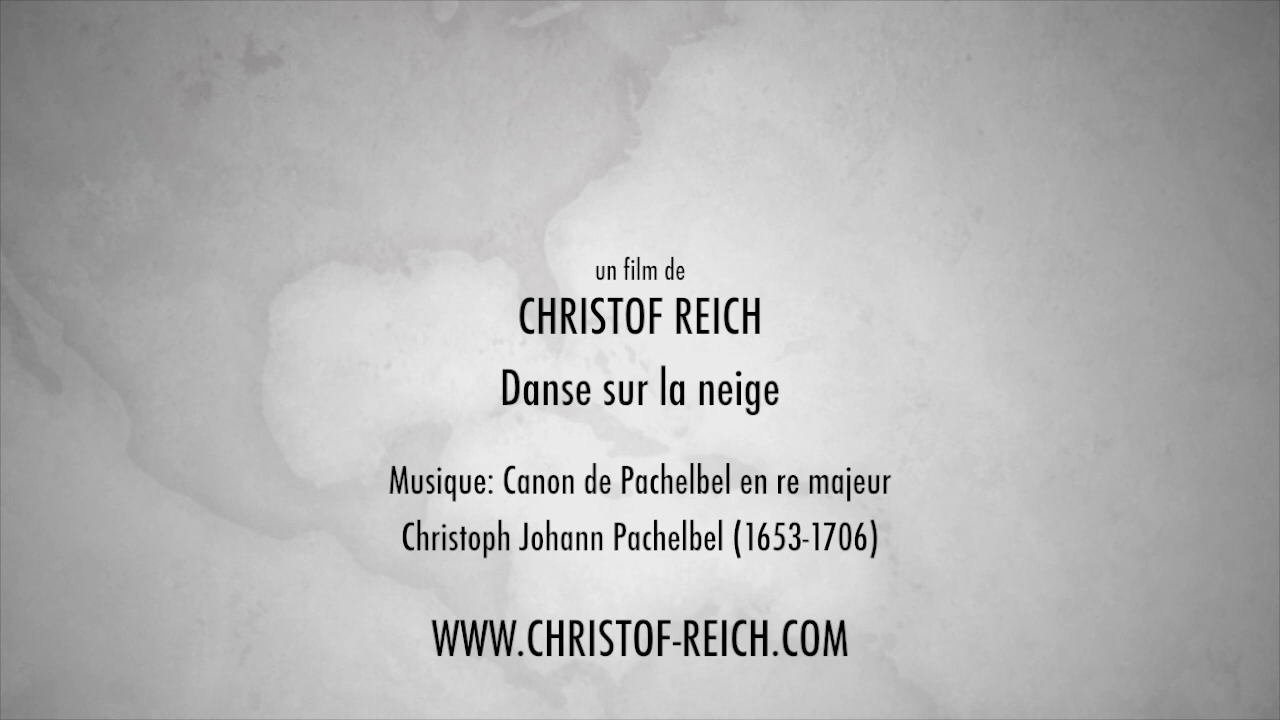 un film de
CHRISTOF REICH
Danse sur la neige
Musique: Canon de Pachelbel en re majeur
Christoph Johann Pachelbel (1653-1706)
WWW.CHRISTOF-REICH.COM